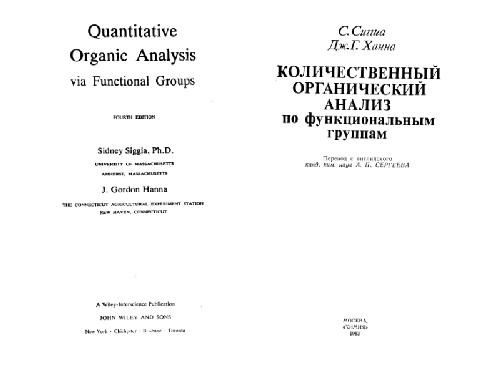 Quantitative
Organic Analysis
via Functional Groups
FOURTH EDITION
Sidney Siggia, Ph.D.
UNIVERSITY OF MASSACHUSETTS
AMHERST, MASSACHUSETTS
J. Gordon Hanna
THE CONNECTICUT AGRICULTURAL EXPERIMENT STATION
NEW HAVEN, CONNECTICUT
A Wiley-Interscience Publication
JOHN WILEY AND SONS
New York - Chichester - Brisbane - Toronto
С. Сиггиа
Дж.Г. Ханна
КОЛИЧЕСТВЕННЫЙ
ОРГАНИЧЕСКИЙ
АНАЛИЗ
по функциональным
группам
Перевод с английского
канд. хим. наук А. П. СЕРГЕЕВА
МОСКВА,
«ХИМИЯ»
1983